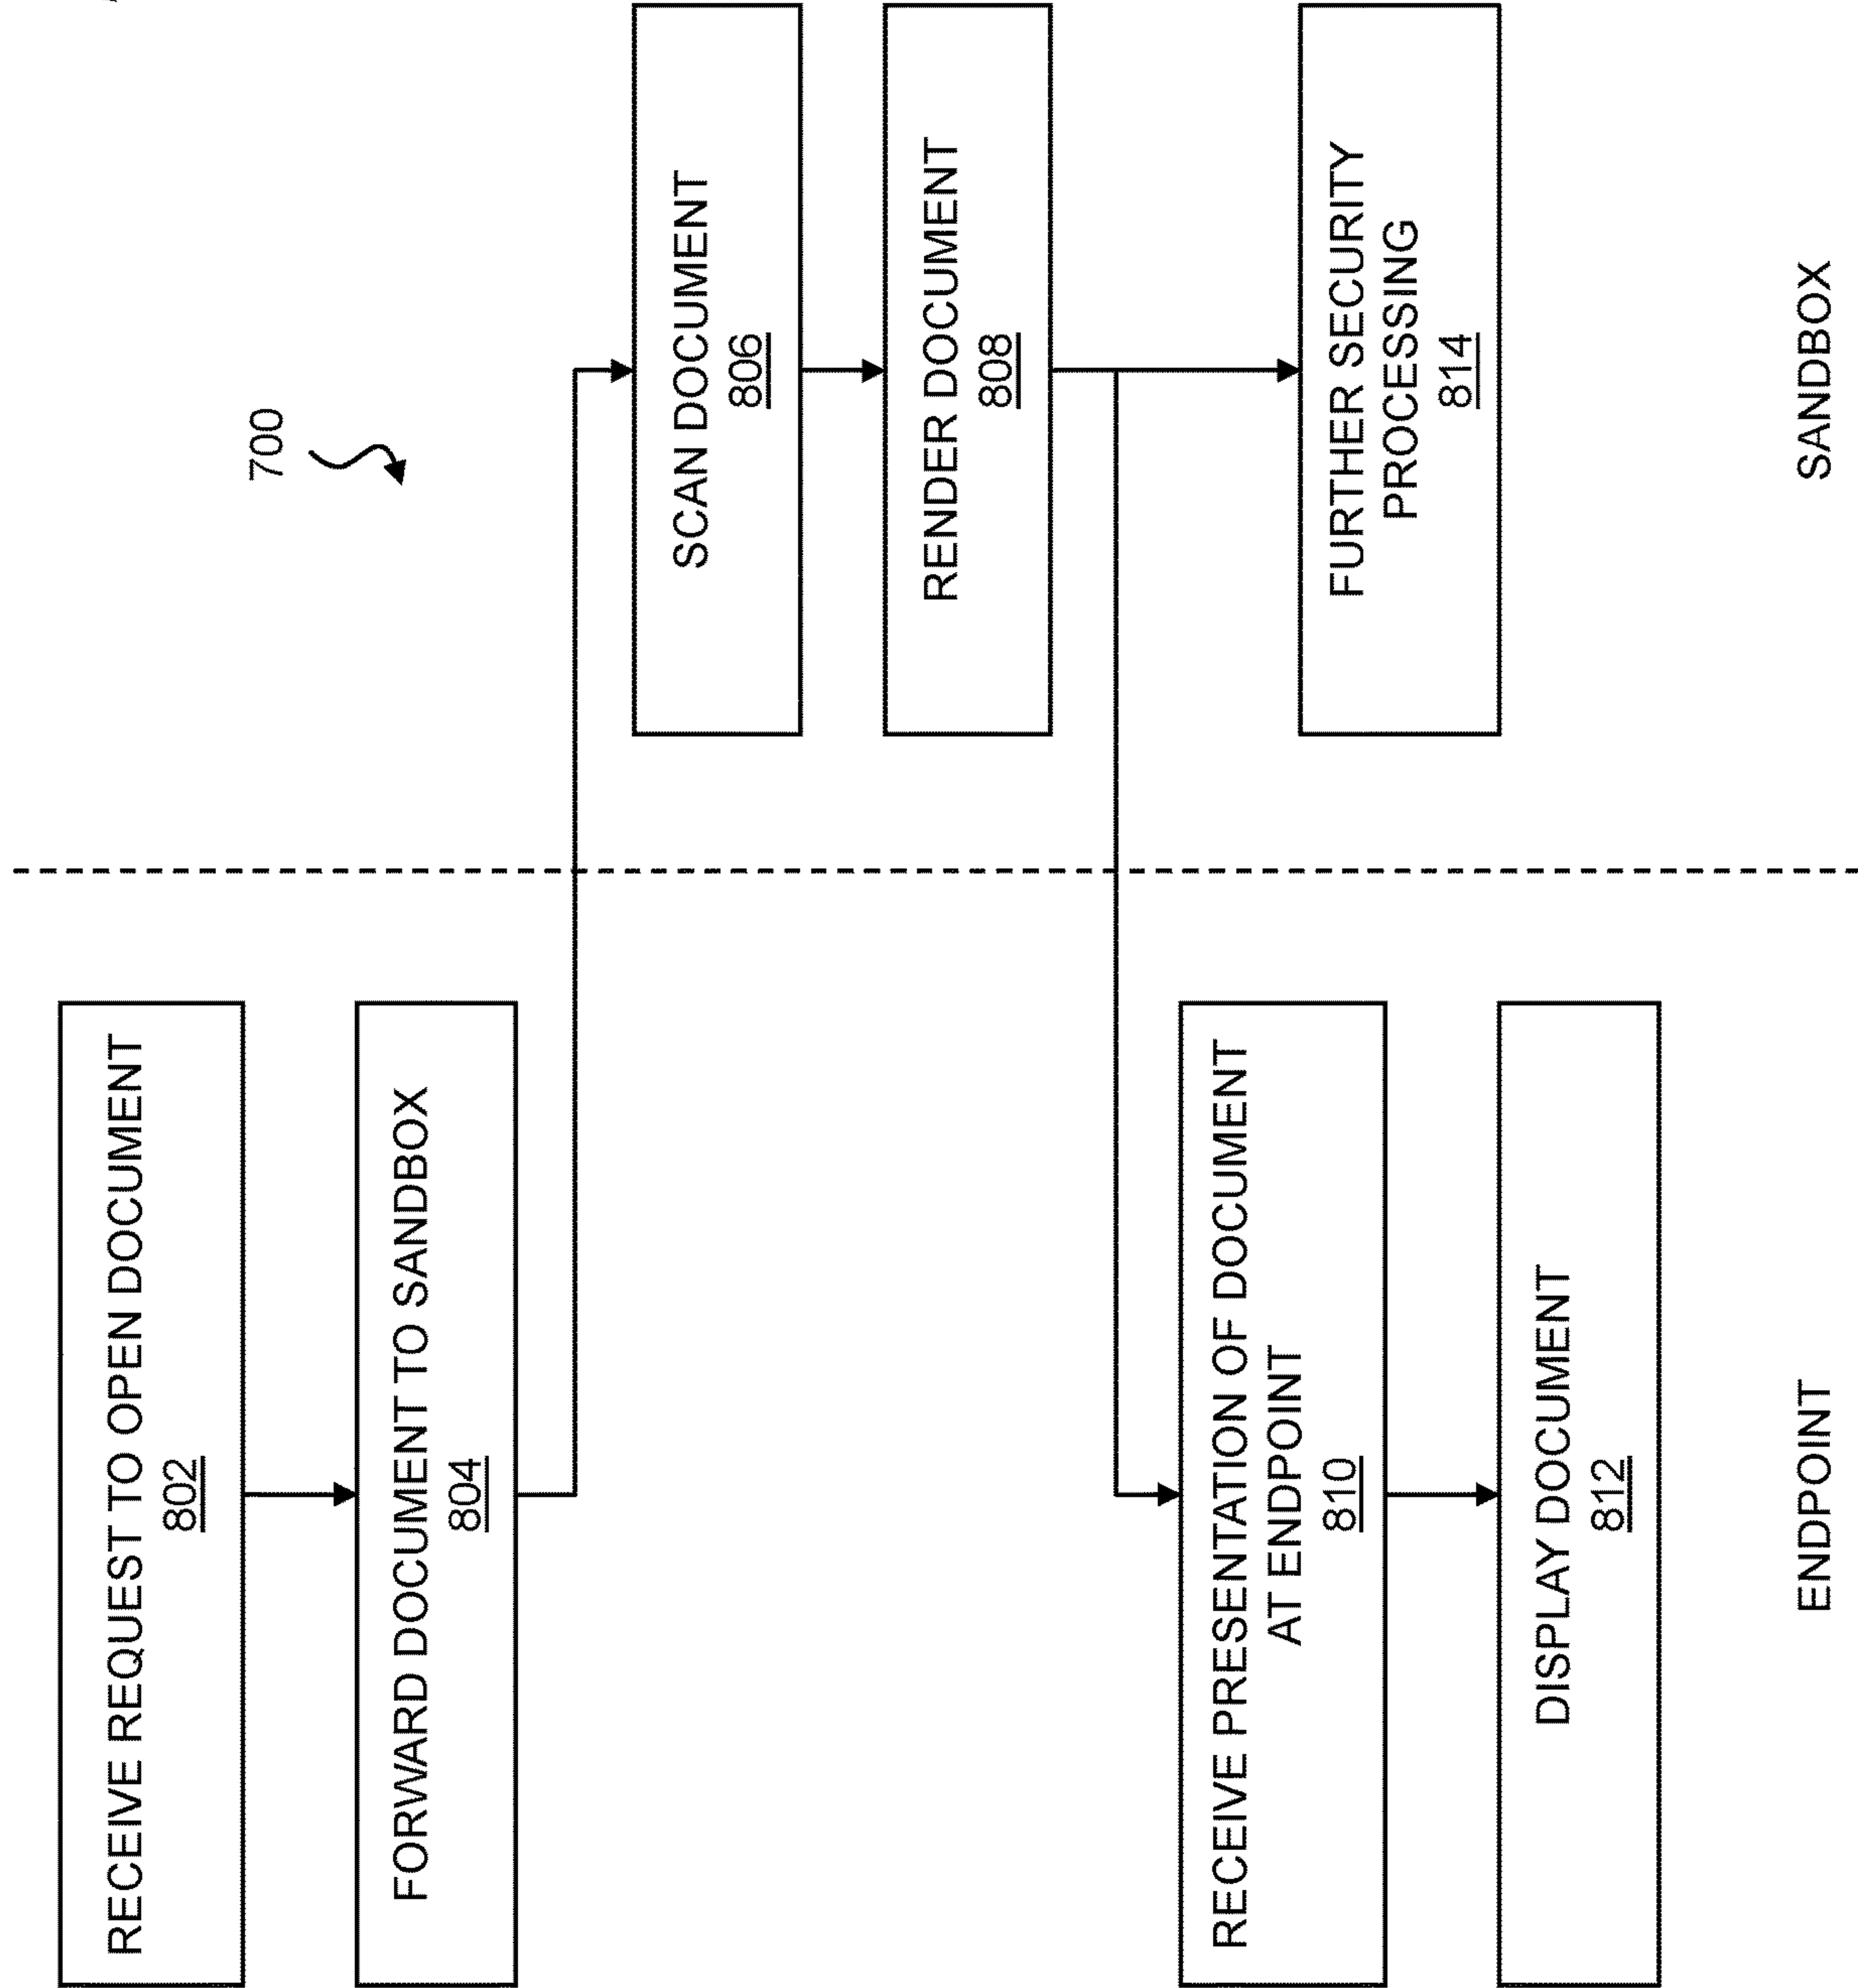 700
RECEIVE REQUEST TO OPEN DOCUMENT
802
FORWARD DOCUMENT TO SANDBOX
804
SCAN DOCUMENT
806
RENDER DOCUMENT
808
RECEIVE PRESENTATION OF DOCUMENT
AT ENDPOINT
810
DISPLAY DOCUMENT
812
FURTHER SECURITY
PROCESSING
814
ENDPOINT
SANDBOX